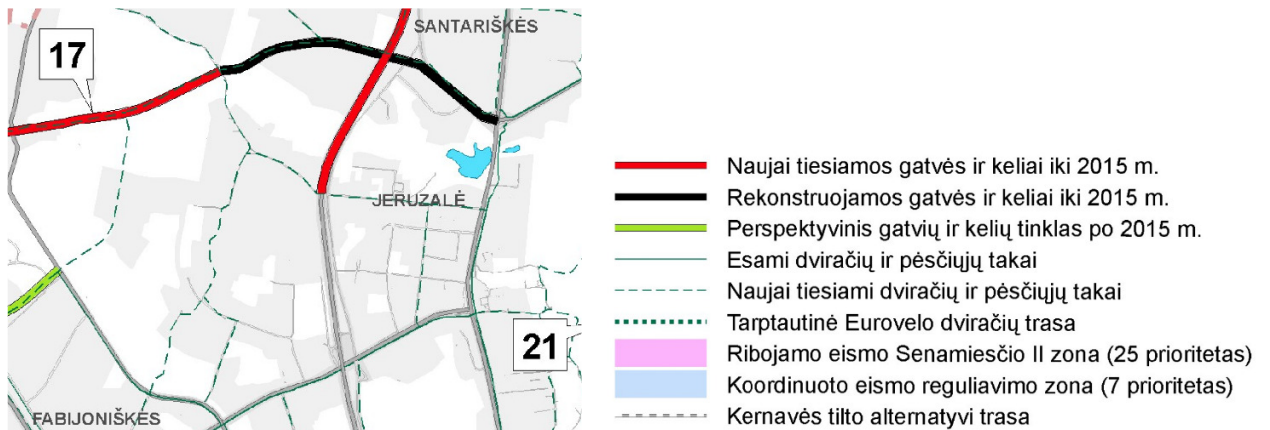 SANTARIŠKĖS
17
JERUZALĖ
21
FABIJONIŠKĖS
Naujai tiesiamos gatvės ir keliai iki 2015 m.
Rekonstruojamos gatvės ir keliai iki 2015 m.
Perspektyvinis gatvių ir kelių tinklas po 2015 m.
Esami dviračių ir pėsčiųjų takai
Naujai tiesiami dviračių ir pėsčiųjų takai
Tarptautinė Eurovelo dviračių trasa
Ribojamo eismo Senamiesčio II zona (25 prioritetas)
Koordinuoto eismo reguliavimo zona (7 prioritetas)
Kernavės tilto alternatyvi trasa